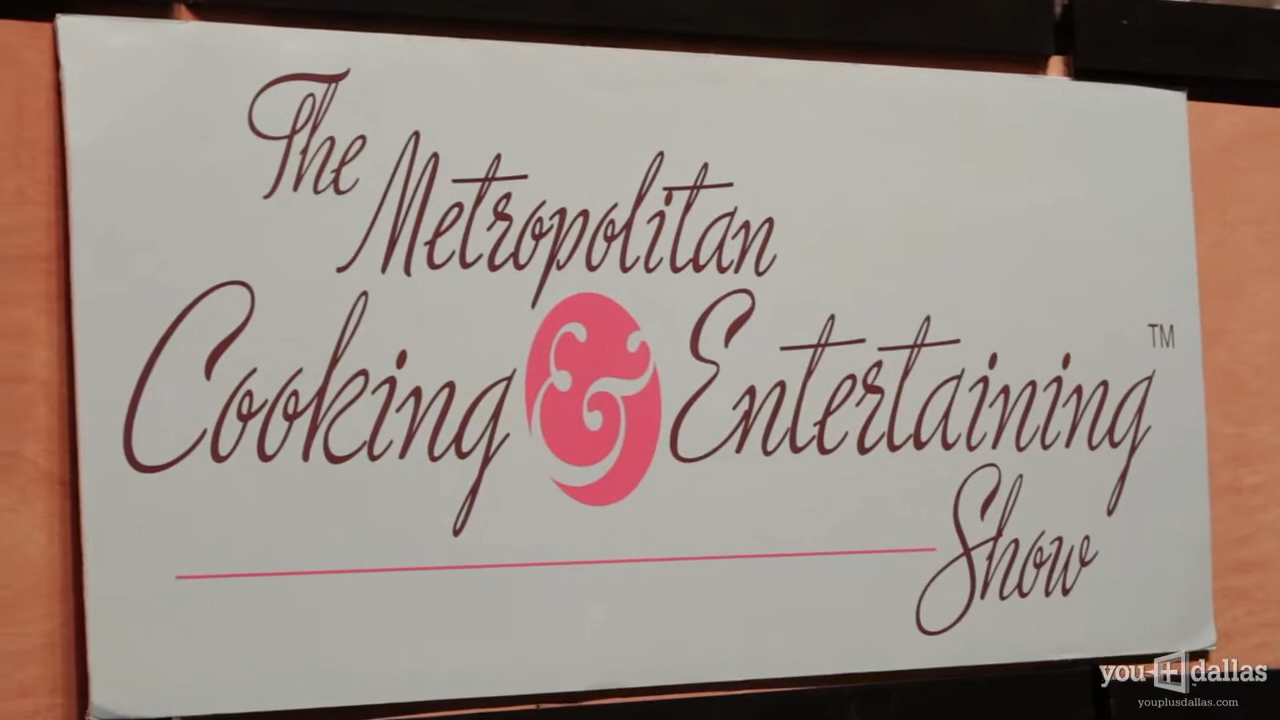 The
Metropolitan
Cooking & Entertaining TM
Show
you + dallas
youplusdallas.com